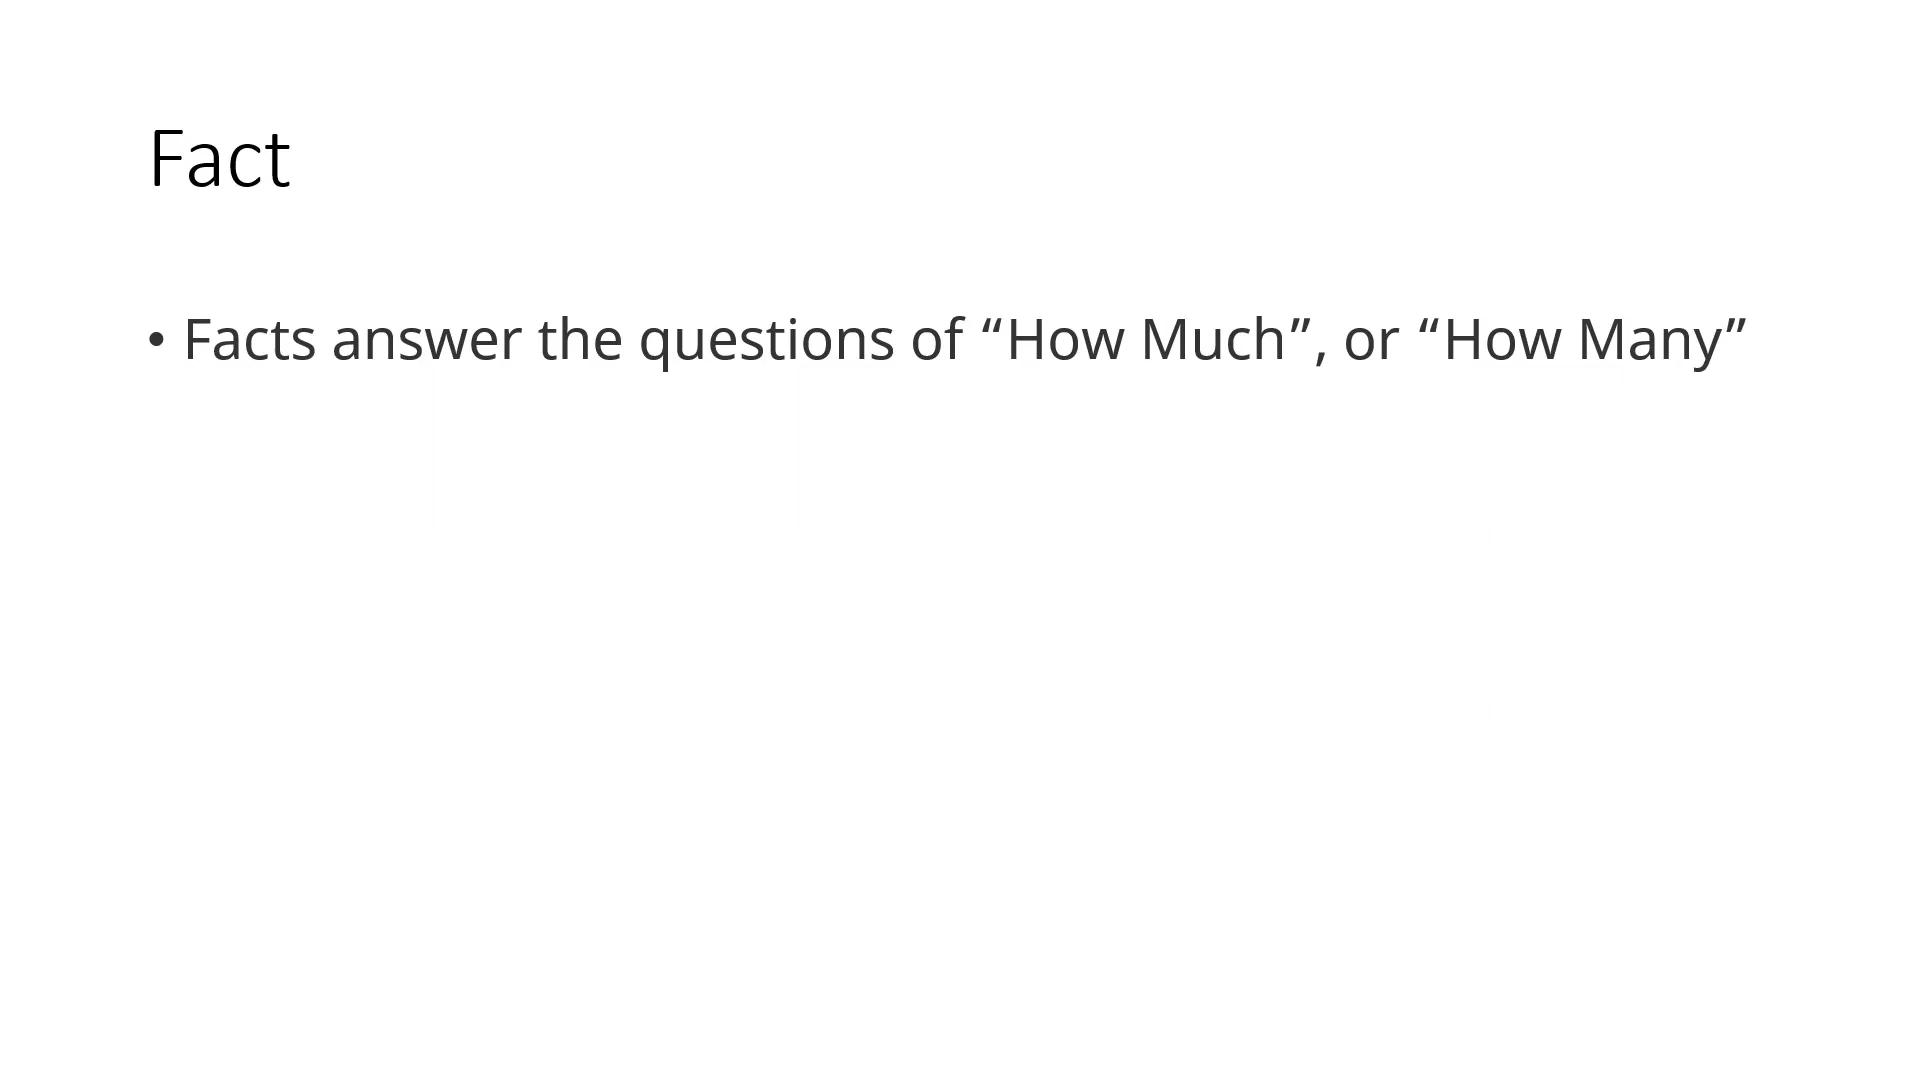 Fact
• Facts answer the questions of “How Much”, or “How Many”